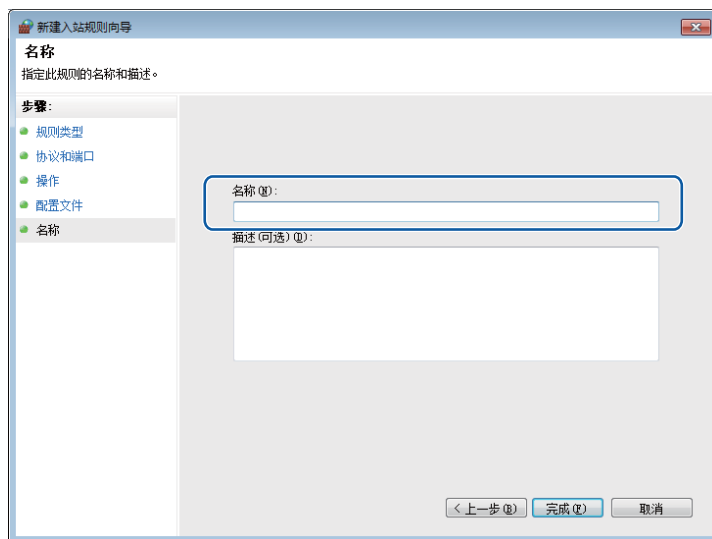 新建入站规则向导
名称
指定此规则的名称和描述。
步骤:
规则类型
协议和端口
操作
配置文件
名称
名称(N):
描述(可选)(D):
< 上一步(B)
完成(F)
取消